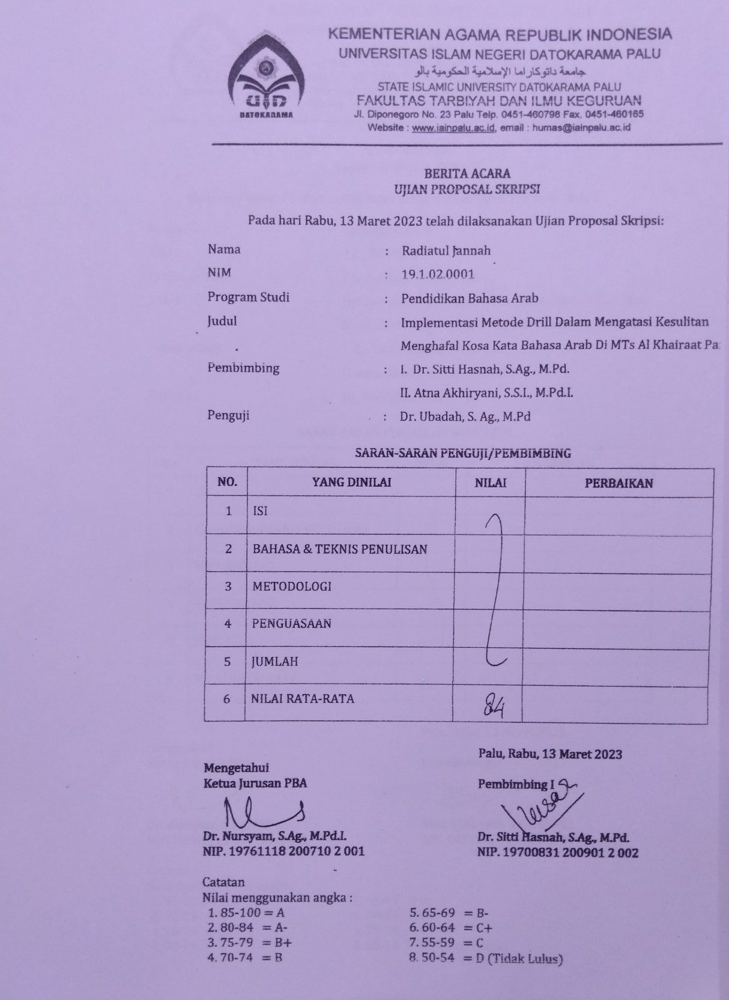 UIN
DATOKARAMA
KEMENTERIAN AGAMA REPUBLIK INDONESIA
UNIVERSITAS ISLAM NEGERI DATOKARAMA PALU
جامعة داتوكاراما الإسلامية الحكومية بالو
STATE ISLAMIC UNIVERSITY DATOKARAMA PALU
FAKULTAS TARBIYAH DAN ILMU KEGURUAN
Jl. Diponegoro No. 23 Palu Telp. 0451-460798 Fax. 0451-460165
Website : www.iainpalu.ac.id, email : humas@iainpalu.ac.id
BERITA ACARA
UJIAN PROPOSAL SKRIPSI
Pada hari Rabu, 13 Maret 2023 telah dilaksanakan Ujian Proposal Skripsi:
Nama : Radiatul Jannah
NIM : 19.1.02.0001
Program Studi : Pendidikan Bahasa Arab
Judul : Implementasi Metode Drill Dalam Mengatasi Kesulitan
Menghafal Kosa Kata Bahasa Arab Di MTs Al Khairaat
Pembimbing : I. Dr. Sitti Hasnah, S.Ag., M.Pd.
II. Atna Akhiryani, S.S.I., M.Pd.I.
Penguji : Dr. Ubadah, S. Ag., M.Pd
SARAN-SARAN PENGUJI/PEMBIMBING
NO. YANG DINILAI NILAI PERBAIKAN
1 ISI
2 BAHASA & TEKNIS PENULISAN
3 METODOLOGI
4 PENGUASAAN
5 JUMLAH
6 NILAI RATA-RATA 84
Palu, Rabu, 13 Maret 2023
Mengetahui
Ketua Jurusan PBA
Pembimbing I
Dr. Nursyam, S.Ag., M.Pd.I.
NIP. 19761118 200710 2 001
Dr. Sitti Hasnah, S.Ag., M.Pd.
NIP. 19700831 200901 2 002
Catatan
Nilai menggunakan angka :
1. 85-100 = A
2. 80-84 = A-
3. 75-79 = B+
4. 70-74 = B
5. 65-69 = B-
6. 60-64 = C+
7. 55-59 = C
8. 50-54 = D (Tidak Lulus)